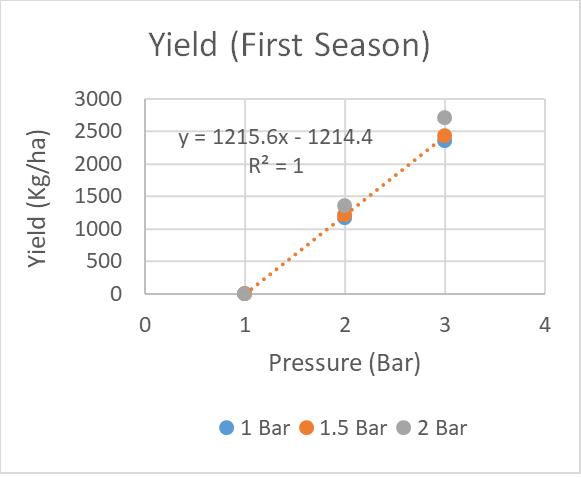 Yield (First Season)
3000
2500
2000
1500
1000
500
0
Yield (Kg/ha)
y = 1215.6x - 1214.4
R² = 1
0 1 2 3 4
Pressure (Bar)
1 Bar 1.5 Bar 2 Bar